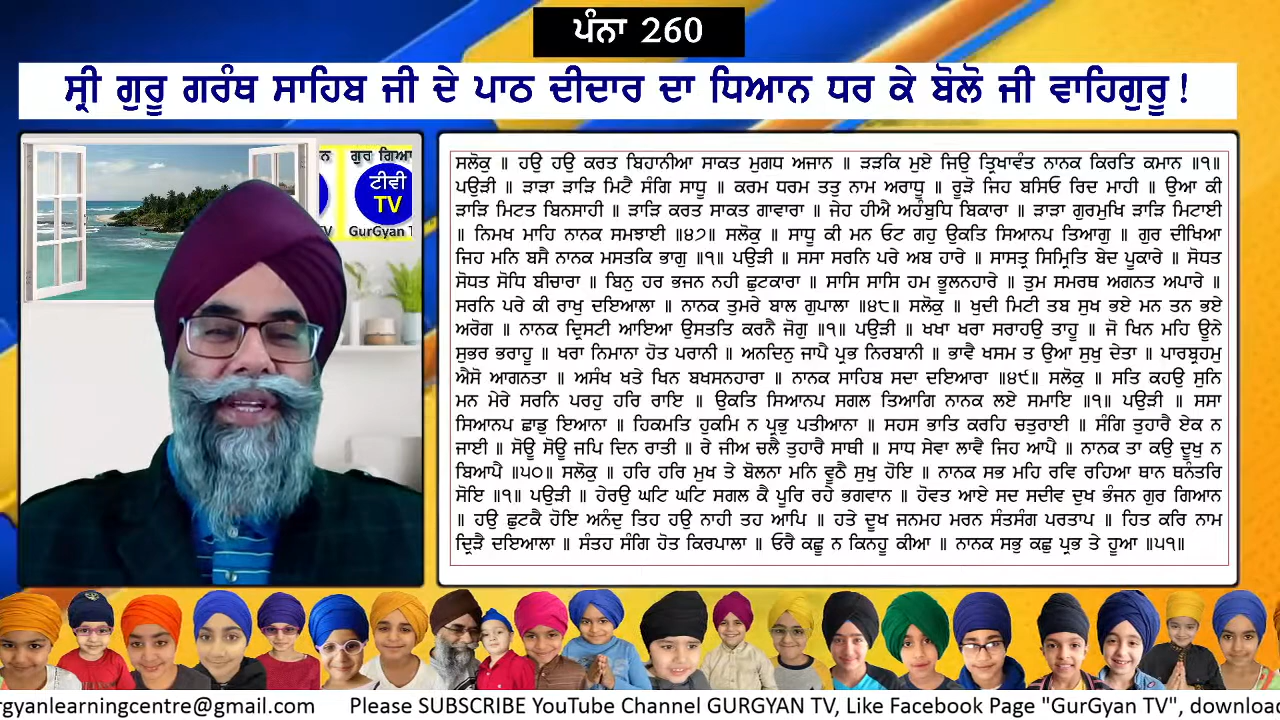 ਪੰਨਾ 260
ਸ੍ਰੀ ਗੁਰੂ ਗਰੰਥ ਸਾਹਿਬ ਜੀ ਦੇ ਪਾਠ ਦੀਦਾਰ ਦਾ ਧਿਆਨ ਧਰ ਕੇ ਬੋਲੋ ਜੀ ਵਾਹਿਗੁਰੂ!
ਗੁਰ ਗਿਆ
ਟੀਵੀ
TV
GurGyan T
ਸਲੋਕੁ ॥ ਹਉ ਹਉ ਕਰਤ ਬਿਹਾਨੀਆ ਸਾਕਤ ਮੁਗਧ ਅਜਾਨ ॥ ੜੜਕਿ ਮੁਏ ਜਿਉ ਤ੍ਰਿਖਾਵੰਤ ਨਾਨਕ ਕਿਰਤਿ ਕਮਾਨ ॥੧॥
ਪਉੜੀ ॥ ੜਾੜਾ ੜਾੜਿ ਮਿਟੈ ਸੰਗਿ ਸਾਧੂ ॥ ਕਰਮ ਧਰਮ ਤਤੁ ਨਾਮ ਅਰਾਧੂ ॥ ਰੂੜੋ ਜਿਹ ਬਸਿਓ ਰਿਦ ਮਾਹੀ ॥ ਉਆ ਕੀ
ੜਾੜਿ ਮਿਟਤ ਬਿਨਸਾਹੀ ॥ ੜਾੜਿ ਕਰਤ ਸਾਕਤ ਗਾਵਾਰਾ ॥ ਜੇਹ ਹੀਐ ਅਹੰਬੁਧਿ ਬਿਕਾਰਾ ॥ ੜਾੜਾ ਗੁਰਮੁਖਿ ੜਾੜਿ ਮਿਟਾਈ
॥ ਨਿਮਖ ਮਾਹਿ ਨਾਨਕ ਸਮਝਾਈ ॥੪੭॥ ਸਲੋਕੁ ॥ ਸਾਧੂ ਕੀ ਮਨ ਓਟ ਗਹੁ ਉਕਤਿ ਸਿਆਨਪ ਤਿਆਗੁ ॥ ਗੁਰ ਦੀਖਿਆ
ਜਿਹ ਮਨਿ ਬਸੈ ਨਾਨਕ ਮਸਤਕਿ ਭਾਗੁ ॥੧॥ ਪਉੜੀ ॥ ਸਸਾ ਸਰਨਿ ਪਰੇ ਅਬ ਹਾਰੇ ॥ ਸਾਸਤ੍ਰ ਸਿਮ੍ਰਿਤਿ ਬੇਦ ਪੂਕਾਰੇ ॥ ਸੋਧਤ
ਸੋਧਤ ਸੋਧਿ ਬੀਚਾਰਾ ॥ ਬਿਨੁ ਹਰ ਭਜਨ ਨਹੀ ਛੁਟਕਾਰਾ ॥ ਸਾਸਿ ਸਾਸਿ ਹਮ ਭੂਲਨਹਾਰੇ ॥ ਤੁਮ ਸਮਰਥ ਅਗਨਤ ਅਪਾਰੇ ॥
ਸਰਨਿ ਪਰੇ ਕੀ ਰਾਖੁ ਦਇਆਲਾ ॥ ਨਾਨਕ ਤੁਮਰੇ ਬਾਲ ਗੁਪਾਲਾ ॥੪੮॥ ਸਲੋਕੁ ॥ ਖੁਦੀ ਮਿਟੀ ਤਬ ਸੁਖ ਭਏ ਮਨ ਤਨ ਭਏ
ਅਰੋਗ ॥ ਨਾਨਕ ਦ੍ਰਿਸਟੀ ਆਇਆ ਉਸਤਤਿ ਕਰਨੈ ਜੋਗੁ ॥੧॥ ਪਉੜੀ ॥ ਖਖਾ ਖਰਾ ਸਰਾਹਉ ਤਾਹੂ ॥ ਜੋ ਖਿਨ ਮਹਿ ਊਨੇ
ਸੁਭਰ ਭਰਾਹੂ ॥ ਖਰਾ ਨਿਮਾਨਾ ਹੋਤ ਪਰਾਨੀ ॥ ਅਨਦਿਨੁ ਜਾਪੈ ਪ੍ਰਭ ਨਿਰਬਾਨੀ ॥ ਭਾਵੈ ਖਸਮ ਤ ਉਆ ਸੁਖੁ ਦੇਤਾ ॥ ਪਾਰਬ੍ਰਹਮੁ
ਐਸੋ ਆਗਨਤਾ ॥ ਅਸੰਖ ਖਤੇ ਖਿਨ ਬਖਸਨਹਾਰਾ ॥ ਨਾਨਕ ਸਾਹਿਬ ਸਦਾ ਦਇਆਰਾ ॥੪੯॥ ਸਲੋਕੁ ॥ ਸਤਿ ਕਹਉ ਸੁਨਿ
ਮਨ ਮੇਰੇ ਸਰਨਿ ਪਰਹੁ ਹਰਿ ਰਾਇ ॥ ਉਕਤਿ ਸਿਆਨਪ ਸਗਲ ਤਿਆਗਿ ਨਾਨਕ ਲਏ ਸਮਾਇ ॥੧॥ ਪਉੜੀ ॥ ਸਸਾ
ਸਿਆਨਪ ਛਾਡੁ ਇਆਨਾ ॥ ਹਿਕਮਤਿ ਹੁਕਮਿ ਨ ਪ੍ਰਭੁ ਪਤੀਆਨਾ ॥ ਸਹਸ ਭਾਤਿ ਕਰਹਿ ਚਤੁਰਾਈ ॥ ਸੰਗਿ ਤੁਹਾਰੈ ਏਕ ਨ
ਜਾਈ ॥ ਸੋਊ ਸੋਊ ਜਪਿ ਦਿਨ ਰਾਤੀ ॥ ਰੇ ਜੀਅ ਚਲੈ ਤੁਹਾਰੈ ਸਾਥੀ ॥ ਸਾਧ ਸੇਵਾ ਲਾਵੈ ਜਿਹ ਆਪੈ ॥ ਨਾਨਕ ਤਾ ਕਉ ਦੂਖੁ ਨ
ਬਿਆਪੈ ॥੫੦॥ ਸਲੋਕੁ ॥ ਹਰਿ ਹਰਿ ਮੁਖ ਤੇ ਬੋਲਨਾ ਮਨਿ ਵੂਠੈ ਸੁਖੁ ਹੋਇ ॥ ਨਾਨਕ ਸਭ ਮਹਿ ਰਵਿ ਰਹਿਆ ਥਾਨ ਥਨੰਤਰਿ
ਸੋਇ ॥੧॥ ਪਉੜੀ ॥ ਹੇਰਉ ਘਟਿ ਘਟਿ ਸਗਲ ਕੈ ਪੂਰਿ ਰਹੇ ਭਗਵਾਨ ॥ ਹੋਵਤ ਆਏ ਸਦ ਸਦੀਵ ਦੁਖ ਭੰਜਨ ਗੁਰ ਗਿਆਨ
॥ ਹਉ ਛੁਟਕੈ ਹੋਇ ਅਨੰਦੁ ਤਿਹ ਹਉ ਨਾਹੀ ਤਹ ਆਪਿ ॥ ਹਤੇ ਦੂਖ ਜਨਮਹ ਮਰਨ ਸੰਤਸੰਗ ਪਰਤਾਪ ॥ ਹਿਤ ਕਰਿ ਨਾਮ
ਦ੍ਰਿੜੈ ਦਇਆਲਾ ॥ ਸੰਤਹ ਸੰਗਿ ਹੋਤ ਕਿਰਪਾਲਾ ॥ ਓਰੈ ਕਛੂ ਨ ਕਿਨਹੂ ਕੀਆ ॥ ਨਾਨਕ ਸਭੁ ਕਛੁ ਪ੍ਰਭ ਤੇ ਹੂਆ ॥੫੧॥
rgyanlearningcentre@gmail.com Please SUBSCRIBE YouTube Channel GURGYAN TV, Like Facebook Page "GurGyan TV", download